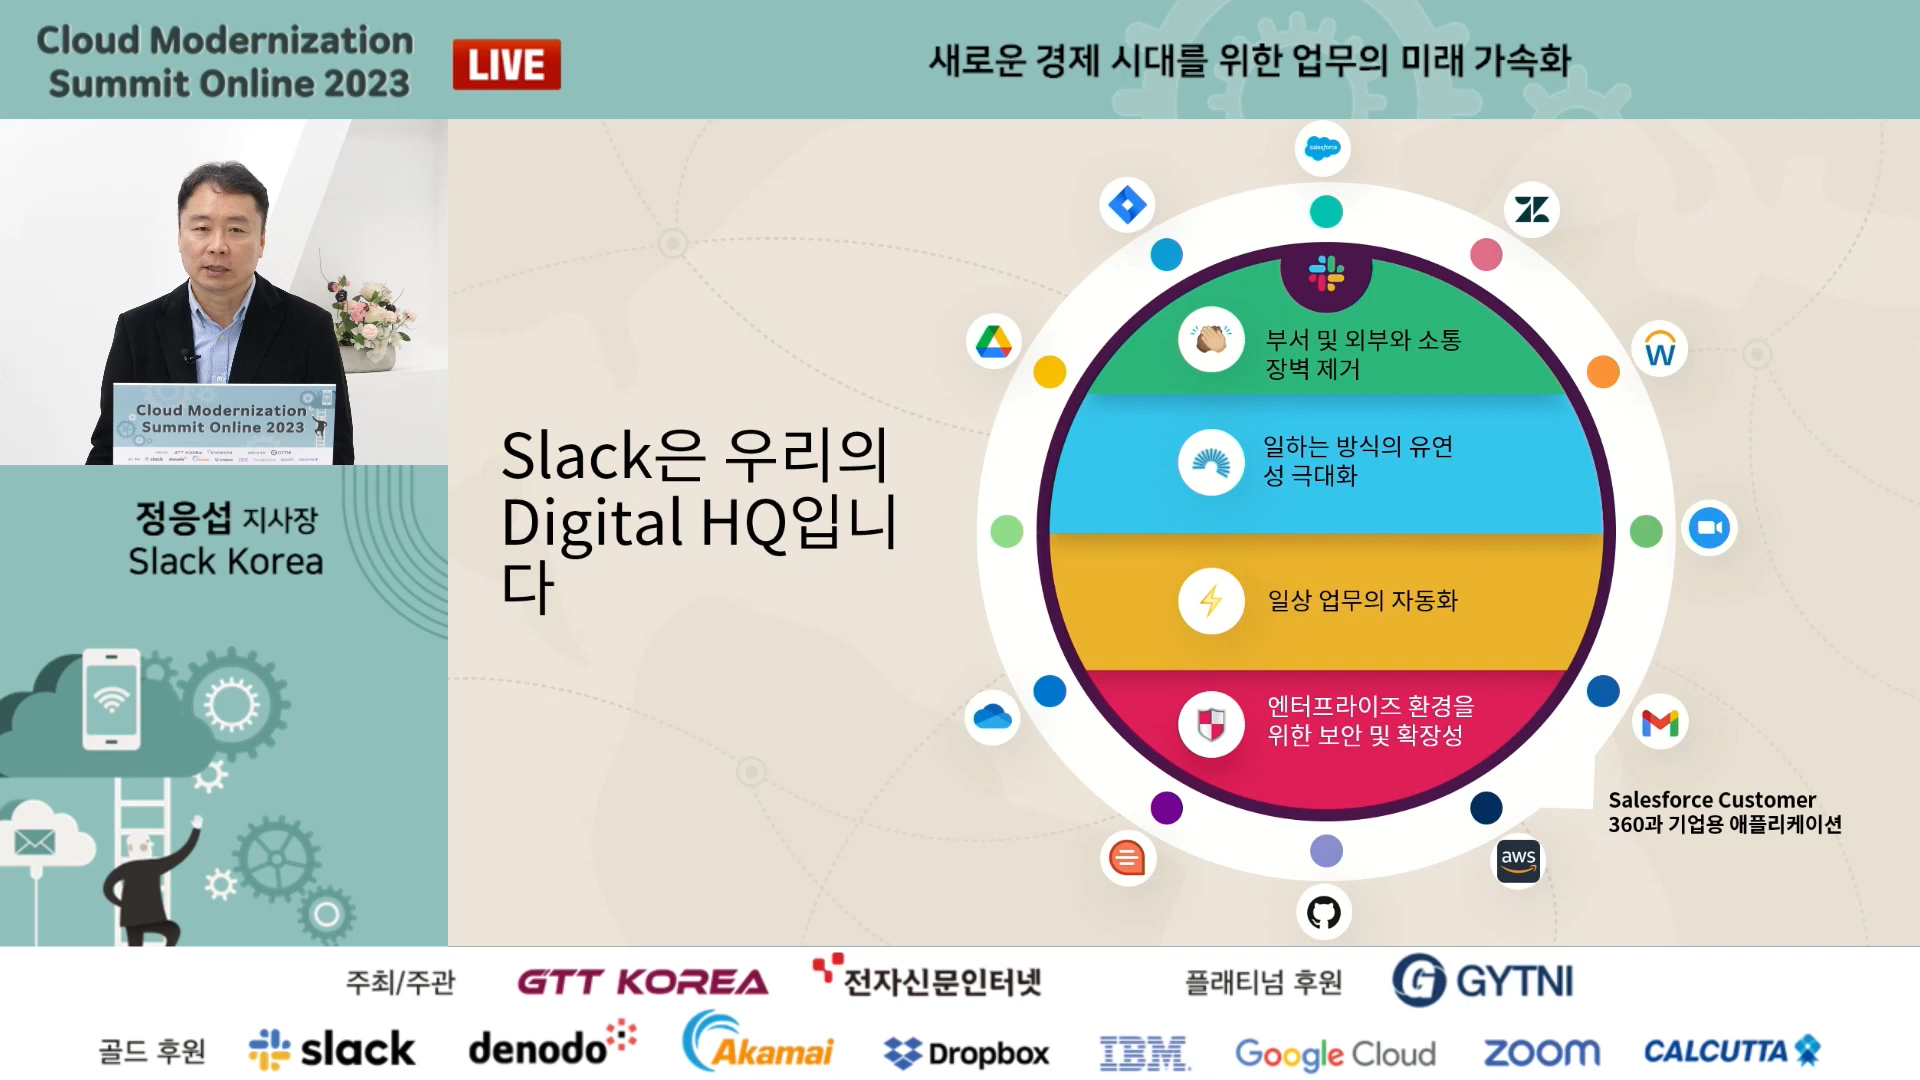 Cloud Modernization
Summit Online 2023
LIVE
새로운 경제 시대를 위한 업무의 미래 가속화
Cloud Modernization
Summit Online 2023
정응섭 지사장
Slack Korea
Slack은 우리의
Digital HQ입니
다
salesforce
부서 및 외부와 소통
장벽 제거
일하는 방식의 유연
성 극대화
일상 업무의 자동화
엔터프라이즈 환경을
위한 보안 및 확장성
W
aws
Salesforce Customer
360과 기업용 애플리케이션
주최/주관 GTT KOREA 전자신문인터넷 플래티넘 후원 GYTNI
골드 후원 slack denodo Akamai Dropbox IBM Google Cloud zoom CALCUTTA